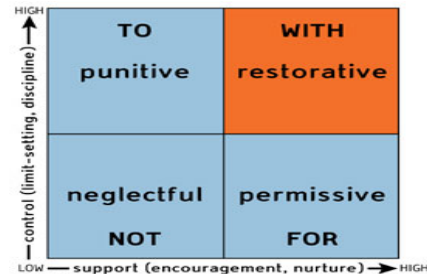 HIGH
control (limit-setting, discipline)
TO
punitive
WITH
restorative
neglectful
NOT
permissive
FOR
LOW
support (encouragement, nurture)
HIGH